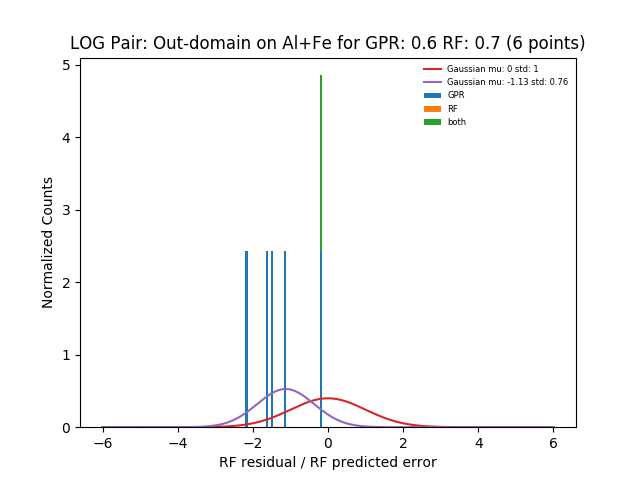 LOG Pair: Out-domain on Al+Fe for GPR: 0.6 RF: 0.7 (6 points)
Gaussian mu: 0 std: 1
Gaussian mu: -1.13 std: 0.76
GPR
RF
both
Normalized Counts
5
4
3
2
1
0
−6 −4 −2 0 2 4 6
RF residual / RF predicted error